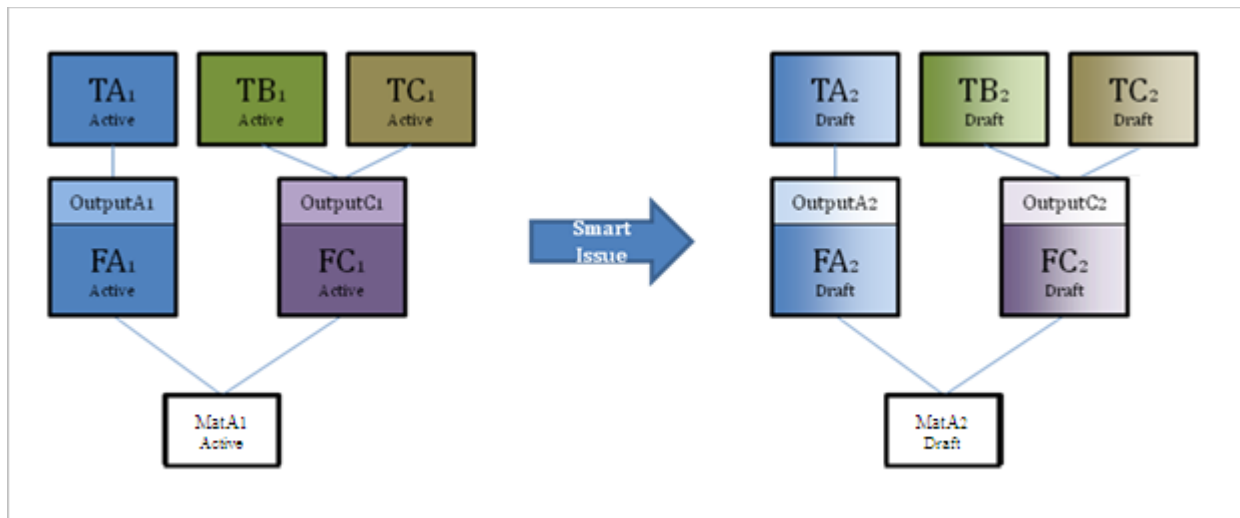 TA1
Active
TB1
Active
TC1
Active
OutputA1
FA1
Active
OutputC1
FC1
Active
MatA1
Active
Smart
Issue
TA2
Draft
TB2
Draft
TC2
Draft
OutputA2
FA2
Draft
OutputC2
FC2
Draft
MatA2
Draft